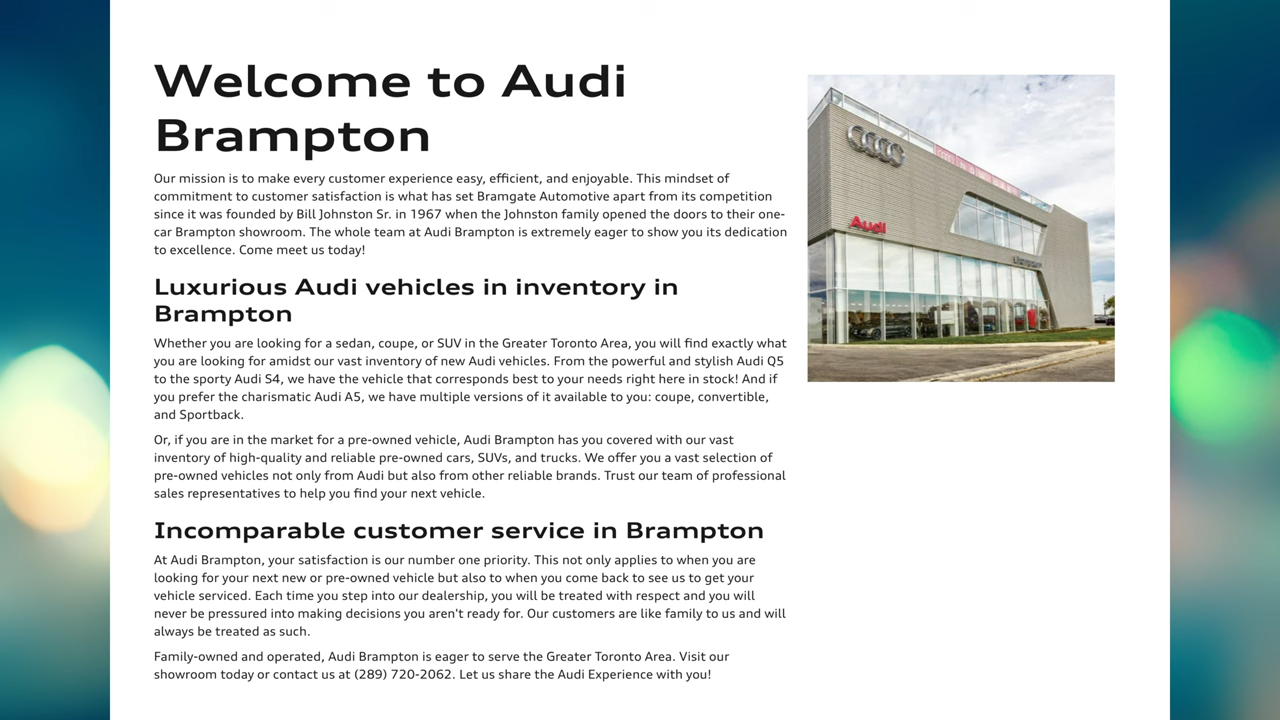 Welcome to Audi
Brampton
Our mission is to make every customer experience easy, efficient, and enjoyable. This mindset of
commitment to customer satisfaction is what has set Bramgate Automotive apart from its competition
since it was founded by Bill Johnston Sr. in 1967 when the Johnston family opened the doors to their one-
car Brampton showroom. The whole team at Audi Brampton is extremely eager to show you its dedication
to excellence. Come meet us today!
Luxurious Audi vehicles in inventory in
Brampton
Whether you are looking for a sedan, coupe, or SUV in the Greater Toronto Area, you will find exactly what
you are looking for amidst our vast inventory of new Audi vehicles. From the powerful and stylish Audi Q5
to the sporty Audi S4, we have the vehicle that corresponds best to your needs right here in stock! And if
you prefer the charismatic Audi A5, we have multiple versions of it available to you: coupe, convertible,
and Sportback.
Or, if you are in the market for a pre-owned vehicle, Audi Brampton has you covered with our vast
inventory of high-quality and reliable pre-owned cars, SUVs, and trucks. We offer you a vast selection of
pre-owned vehicles not only from Audi but also from other reliable brands. Trust our team of professional
sales representatives to help you find your next vehicle.
Incomparable customer service in Brampton
At Audi Brampton, your satisfaction is our number one priority. This not only applies to when you are
looking for your next new or pre-owned vehicle but also to when you come back to see us to get your
vehicle serviced. Each time you step into our dealership, you will be treated with respect and you will
never be pressured into making decisions you aren't ready for. Our customers are like family to us and will
always be treated as such.
Family-owned and operated, Audi Brampton is eager to serve the Greater Toronto Area. Visit our
showroom today or contact us at (289) 720-2062. Let us share the Audi Experience with you!
Audi